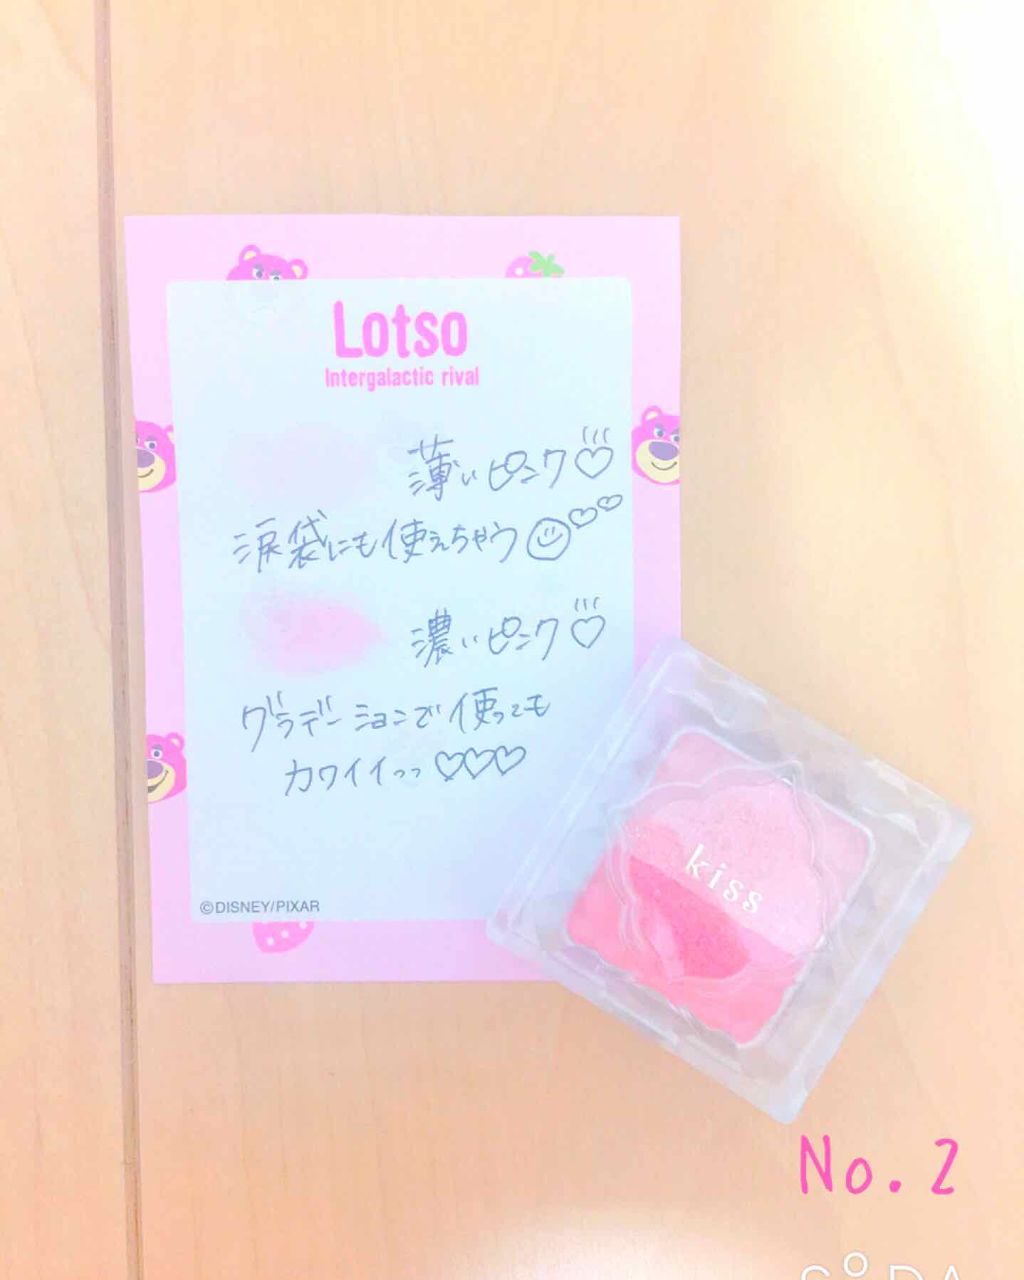 Lotso
Intergalactic rival
薄いピンク♡
涙袋にも使えちゃう☺♡♡
濃いピンク♡
グラデーションで使っても
カワイイっっ♡♡♡
©DISNEY/PIXAR
kiss
No. 2
SODA